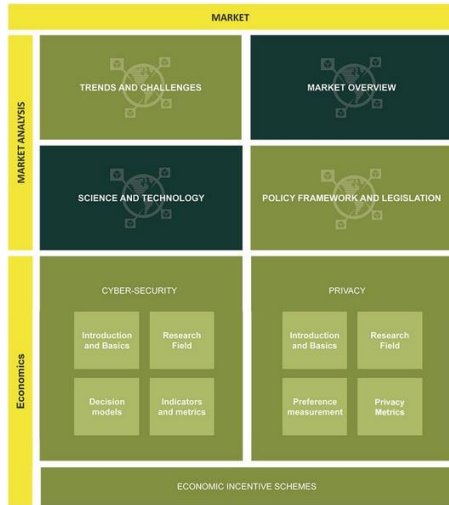 MARKET
MARKET ANALYSIS
TRENDS AND CHALLENGES
MARKET OVERVIEW
SCIENCE AND TECHNOLOGY
POLICY FRAMEWORK AND LEGISLATION
Economics
CYBER-SECURITY
Introduction
and Basics
Research
Field
Decision
models
Indicators
and metrics
PRIVACY
Introduction
and Basics
Research
Field
Preference
measurement
Privacy
Metrics
ECONOMIC INCENTIVE SCHEMES